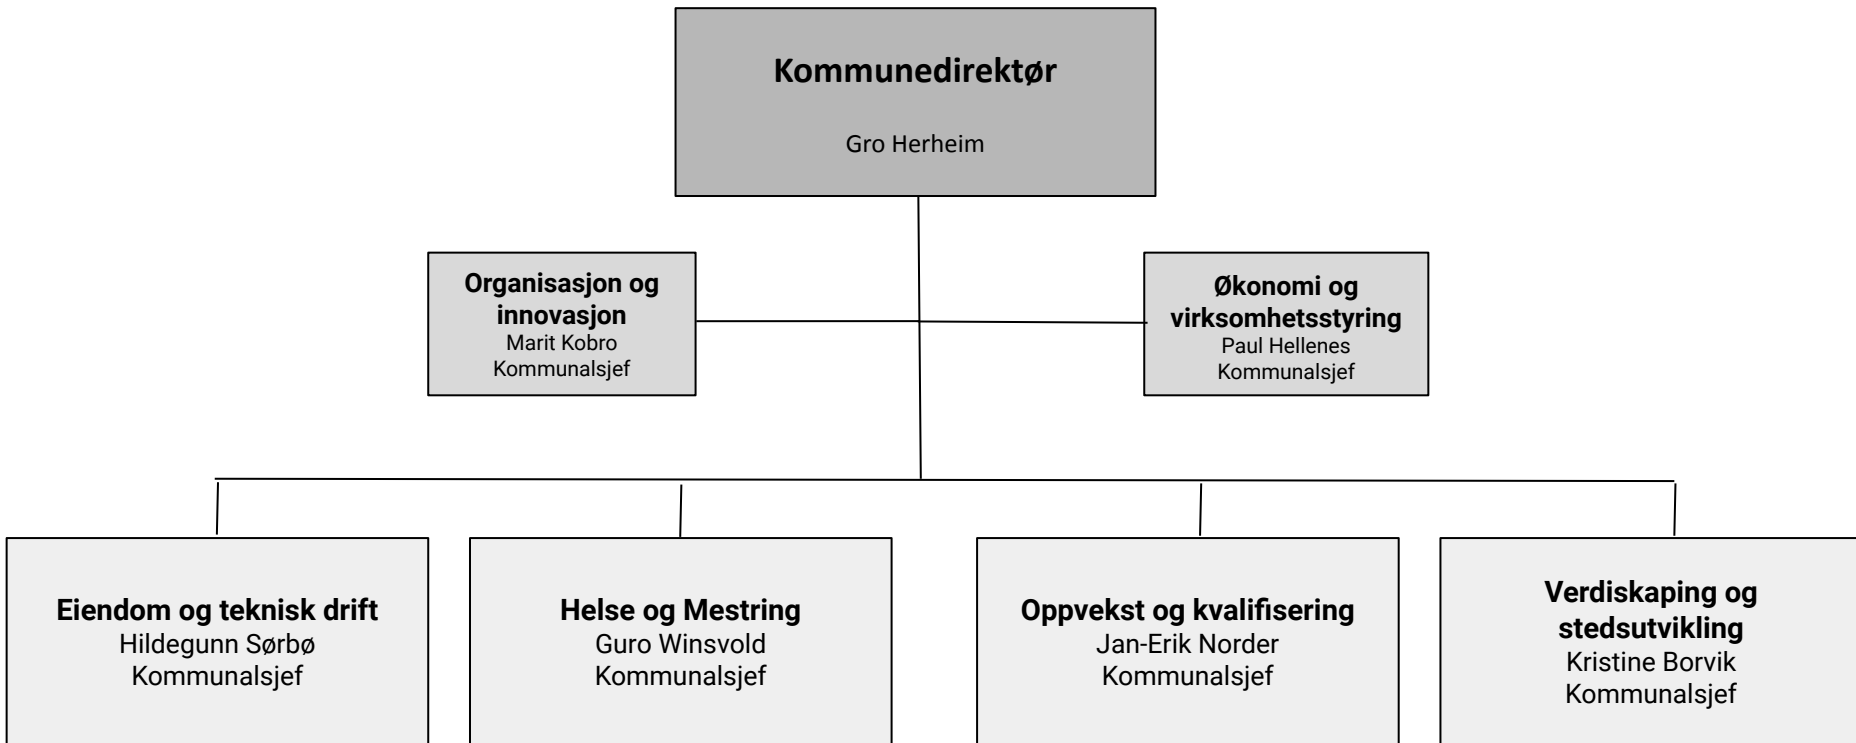 Kommunedirektør
Gro Herheim
Organisasjon og
innovasjon
Marit Kobro
Kommunalsjef
Økonomi og
virksomhetsstyring
Paul Hellenes
Kommunalsjef
Eiendom og teknisk drift
Hildegunn Sørbø
Kommunalsjef
Helse og Mestring
Guro Winsvold
Kommunalsjef
Oppvekst og kvalifisering
Jan-Erik Norder
Kommunalsjef
Verdiskaping og
stedsutvikling
Kristine Borvik
Kommunalsjef